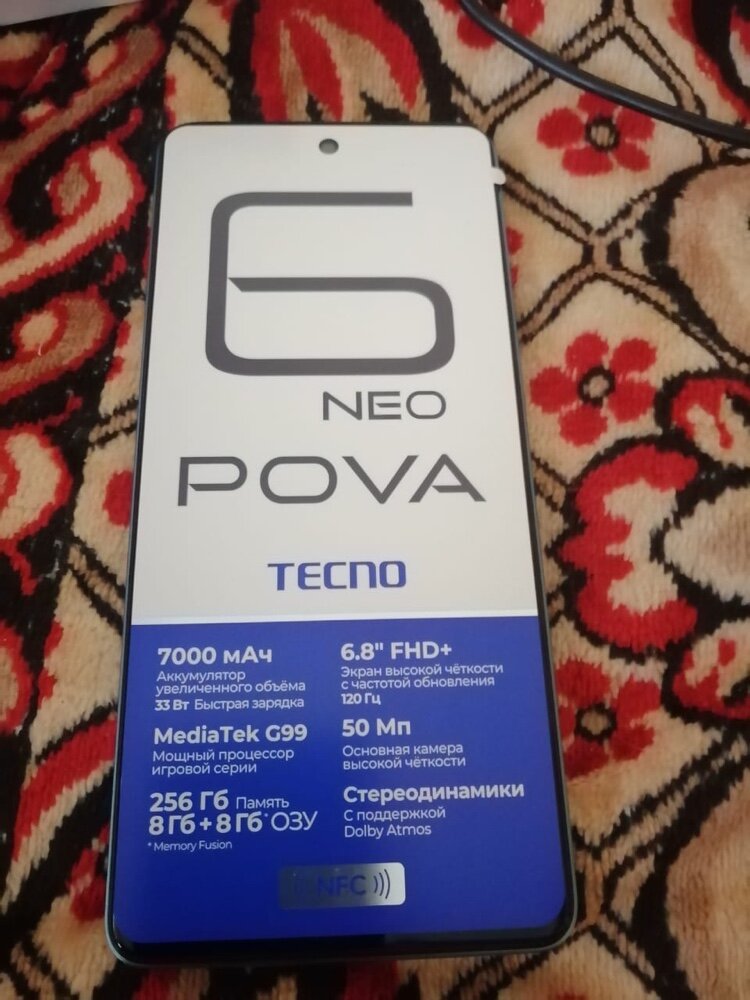 6
NEO
POVA
TECNO
7000 мАч
Аккумулятор
увеличенного объёма
33 Вт Быстрая зарядка
MediaTek G99
Мощный процессор
игровой серии
256 Гб Память
8 Гб + 8 Гб* ОЗУ
* Memory Fusion
6.8" FHD+
Экран высокой чёткости
с частотой обновления
120 Гц
50 Мп
Основная камера
высокой чёткости
Стереодинамики
С поддержкой
Dolby Atmos
NFC